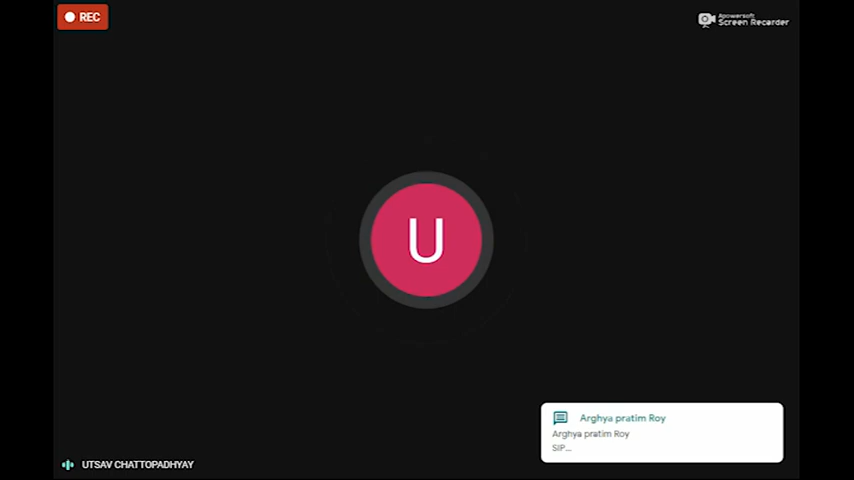 REC
Apowersoft
Screen Recorder
U
Arghya pratim Roy
Arghya pratim Roy
SIP...
UTSAV CHATTOPADHYAY